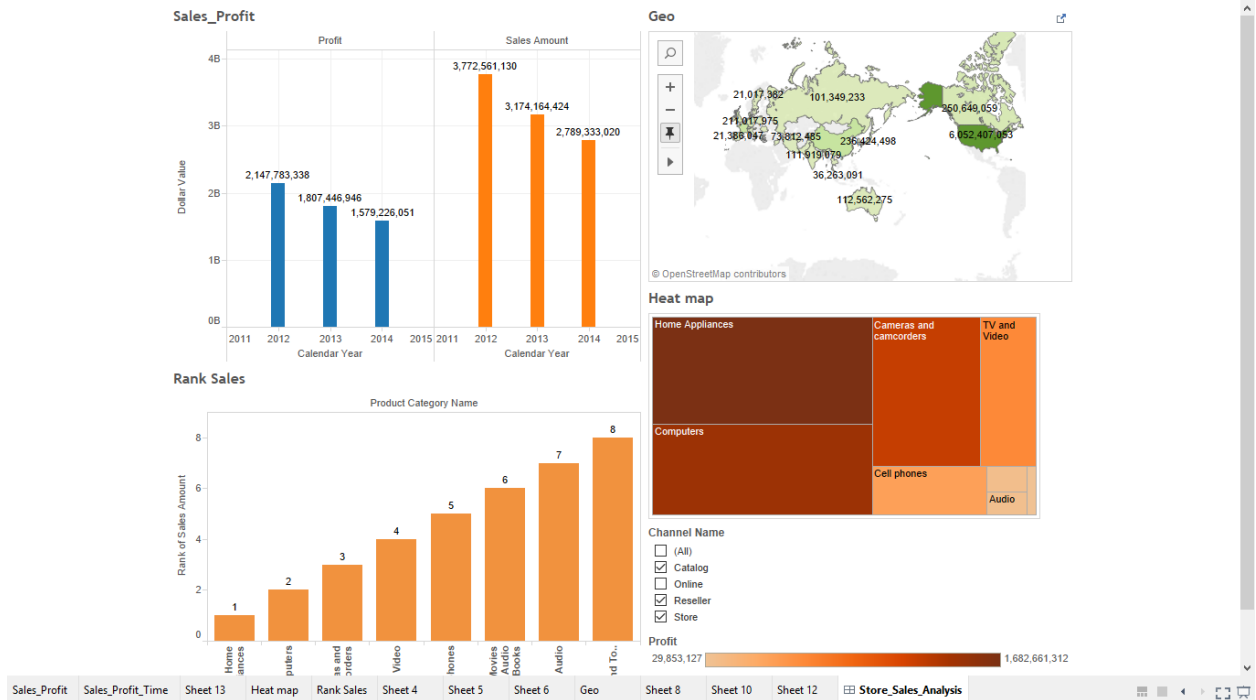 Sales_Profit
Profit
Sales Amount
4B
3B
2B
1B
0B
Dollar Value
2,147,783,338
1,807,446,946
1,579,226,051
3,772,561,130
3,174,164,424
2,789,333,020
2011 2012 2013 2014 2015 2011 2012 2013 2014 2015
Calendar Year
Calendar Year
Geo
21,017,362
101,349,233
250,649,059
211,017,975
6,052,407,053
21,386,047
73,812,485
236,424,498
111,919,079
36,263,091
112,562,275
© OpenStreetMap contributors
Rank Sales
Product Category Name
Rank of Sales Amount
8
6
4
2
0
1
2
3
4
5
6
7
8
Home
Video
Movies
Audio
Books
Audio
Heat map
Home Appliances
Cameras and
camcorders
TV and
Video
Computers
Cell phones
Audio
Channel Name
(All)
Catalog
Online
Reseller
Store
Profit
29,853,127
1,682,661,312
Sales_Profit Sales_Profit_Time Sheet 13 Heat map Rank Sales Sheet 4 Sheet 5 Sheet 6 Geo Sheet 8 Sheet 10 Sheet 12 Store_Sales_Analysis